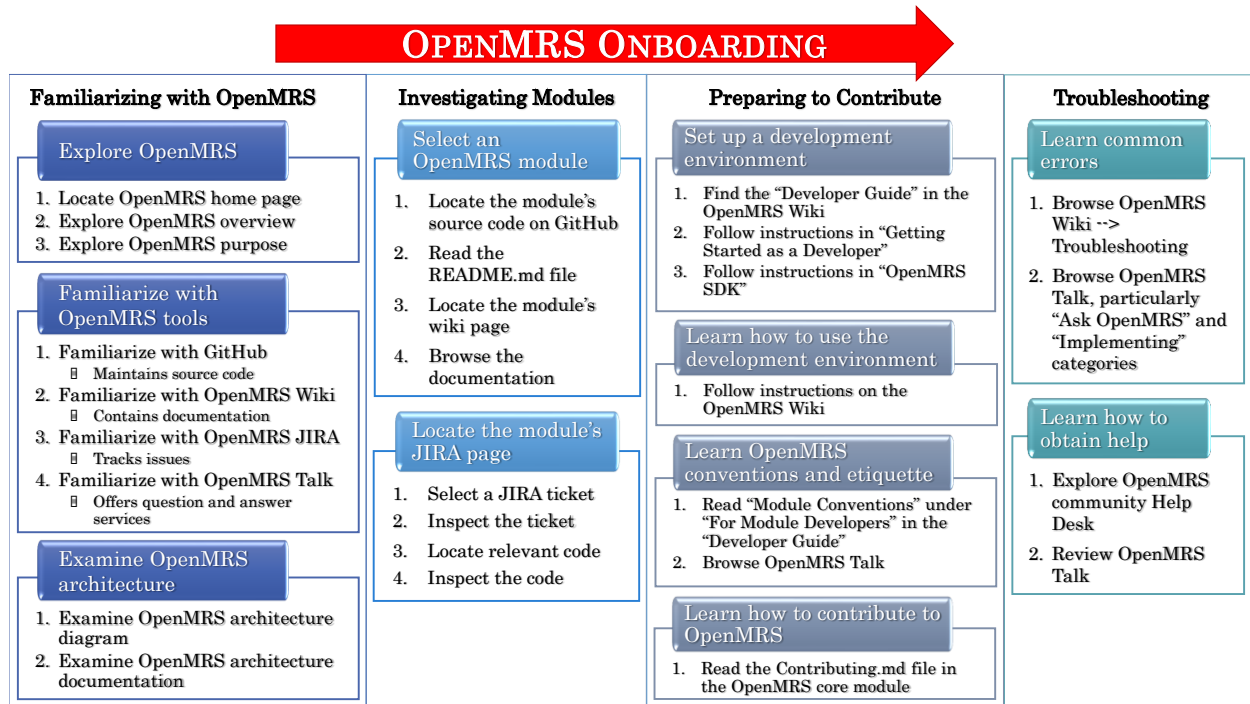 OPENMRS ONBOARDING
Familiarizing with OpenMRS
Explore OpenMRS
1. Locate OpenMRS home page
2. Explore OpenMRS overview
3. Explore OpenMRS purpose
Familiarize with
OpenMRS tools
1. Familiarize with GitHub
Maintains source code
2. Familiarize with OpenMRS Wiki
Contains documentation
3. Familiarize with OpenMRS JIRA
Tracks issues
4. Familiarize with OpenMRS Talk
Offers question and answer
services
Examine OpenMRS
architecture
1. Examine OpenMRS architecture
diagram
2. Examine OpenMRS architecture
documentation
Investigating Modules
Select an
OpenMRS module
1. Locate the module’s
source code on GitHub
2. Read the
README.md file
3. Locate the module’s
wiki page
4. Browse the
documentation
Locate the module’s
JIRA page
1. Select a JIRA ticket
2. Inspect the ticket
3. Locate relevant code
4. Inspect the code
Preparing to Contribute
Set up a development
environment
1. Find the “Developer Guide” in the
OpenMRS Wiki
2. Follow instructions in “Getting
Started as a Developer”
3. Follow instructions in “OpenMRS
SDK”
Learn how to use the
development environment
1. Follow instructions on the
OpenMRS Wiki
Learn OpenMRS
conventions and etiquette
1. Read “Module Conventions” under
“For Module Developers” in the
“Developer Guide”
2. Browse OpenMRS Talk
Learn how to contribute to
OpenMRS
1. Read the Contributing.md file in
the OpenMRS core module
Troubleshooting
Learn common
errors
1. Browse OpenMRS
Wiki -->
Troubleshooting
2. Browse OpenMRS
Talk, particularly
“Ask OpenMRS” and
“Implementing”
categories
Learn how to
obtain help
1. Explore OpenMRS
community Help
Desk
2. Review OpenMRS
Talk